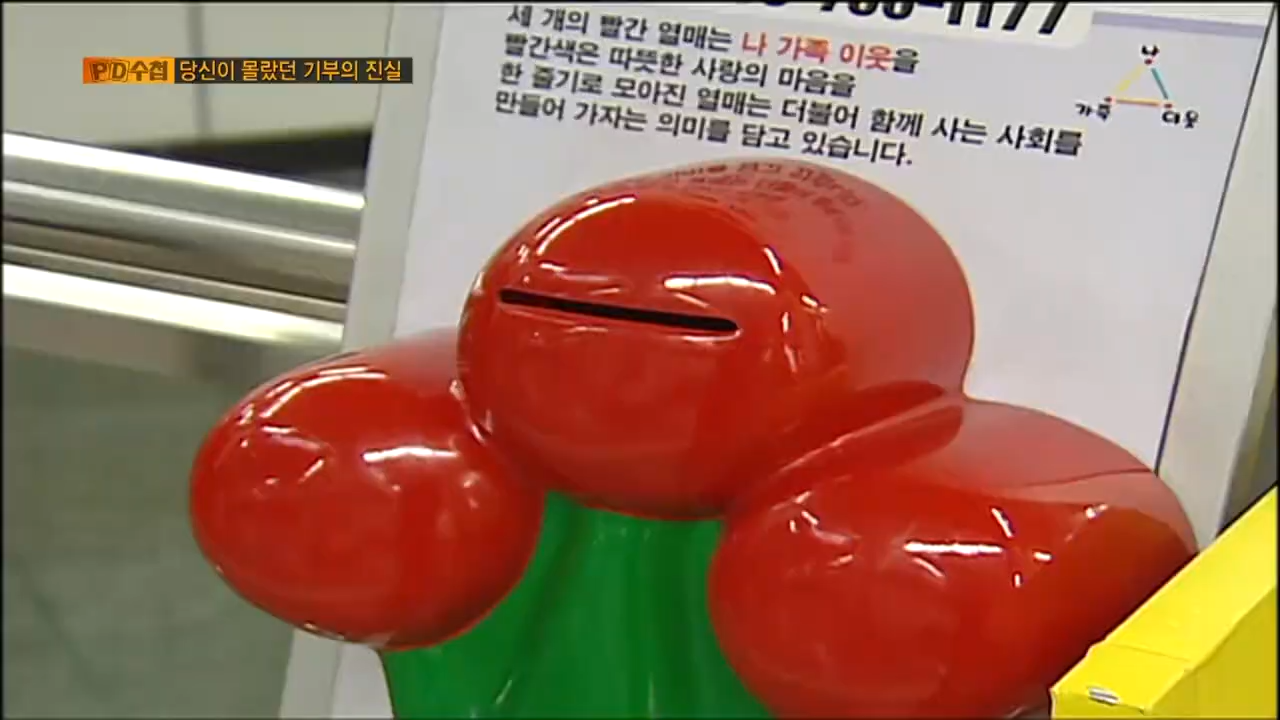 PD수첩 당신이 몰랐던 기부의 진실
세 개의 빨간 열매는 나 가족 이웃을
빨간색은 따뜻한 사랑의 마음을
한 줄기로 모아진 열매는 더불어 함께 사는 사회를
만들어 가자는 의미를 담고 있습니다.
나
가족 이웃